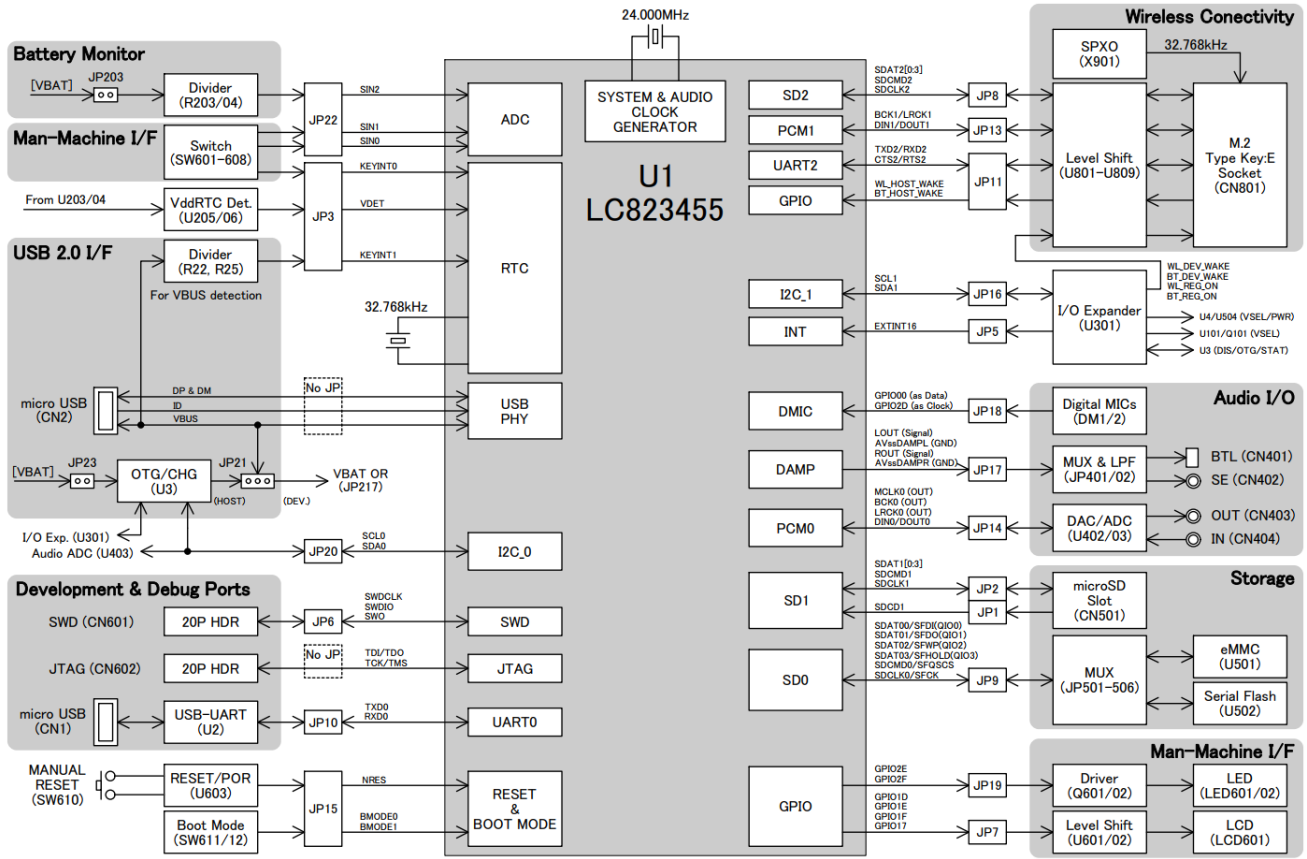 24.000MHz
Battery Monitor
[VBAT]
JP203
Divider
(R203/04)
JP22
SIN2
SIN1
SIN0
ADC
Man-Machine I/F
Switch
(SW601-608)
KEYINT0
From U203/04
VddRTC Det.
(U205/06)
JP3
VDET
KEYINT1
RTC
USB 2.0 I/F
Divider
(R22, R25)
For VBUS detection
32.768kHz
micro USB
(CN2)
DP & DM
ID
VBUS
No JP
USB
PHY
[VBAT]
JP23
OTG/CHG
(U3)
JP21
(HOST)
(DEV.)
VBAT OR
(JP217)
I/O Exp. (U301)
Audio ADC (U403)
JP20
SCL0
SDA0
I2C_0
Development & Debug Ports
SWD (CN601)
20P HDR
JP6
SWDCLK
SWDIO
SWO
SWD
JTAG (CN602)
20P HDR
No JP
TDI/TDO
TCK/TMS
JTAG
micro USB
(CN1)
USB-UART
(U2)
JP10
TXD0
RXD0
UART0
MANUAL
RESET
(SW610)
RESET/POR
(U603)
JP15
NRES
Boot Mode
(SW611/12)
BMODE0
BMODE1
RESET
&
BOOT MODE
SYSTEM & AUDIO
CLOCK
GENERATOR
U1
LC823455
SD2
SDAT2[0:3]
SDCMD2
SDCLK2
JP8
PCM1
BCK1/LRCK1
DIN1/DOUT1
JP13
UART2
TXD2/RXD2
CTS2/RTS2
JP11
GPIO
WL_HOST_WAKE
BT_HOST_WAKE
Wireless Conectivity
SPXO
(X901)
32.768kHz
Level Shift
(U801-U809)
M.2
Type Key:E
Socket
(CN801)
WL_DEV_WAKE
BT_DEV_WAKE
WL_REG_ON
BT_REG_ON
I2C_1
SCL1
SDA1
JP16
I/O Expander
(U301)
INT
EXTINT16
JP5
U4/U504 (VSEL/PWR)
U101/Q101 (VSEL)
U3 (DIS/OTG/STAT)
Audio I/O
DMIC
GPIO00 (as Data)
GPIO2D (as Clock)
JP18
Digital MICs
(DM1/2)
DAMP
LOUT (Signal)
AVssDAMPL (GND)
ROUT (Signal)
AVssDAMPR (GND)
JP17
MUX & LPF
(JP401/02)
BTL (CN401)
SE (CN402)
PCM0
MCLK0 (OUT)
BCK0 (OUT)
LRCK0 (OUT)
DIN0/DOUT0
JP14
DAC/ADC
(U402/03)
OUT (CN403)
IN (CN404)
Storage
SD1
SDAT1[0:3]
SDCMD1
SDCLK1
JP2
SDCD1
JP1
microSD
Slot
(CN501)
SD0
SDAT00/SFDI(QIO0)
SDAT01/SFDO(QIO1)
SDAT02/SFWP(QIO2)
SDAT03/SFHOLD(QIO3)
SDCMD0/SFQSCS
SDCLK0/SFCK
JP9
MUX
(JP501-506)
eMMC
(U501)
Serial Flash
(U502)
Man-Machine I/F
GPIO
GPIO2E
GPIO2F
JP19
Driver
(Q601/02)
LED
(LED601/02)
GPIO1D
GPIO1E
GPIO1F
GPIO17
JP7
Level Shift
(U601/02)
LCD
(LCD601)